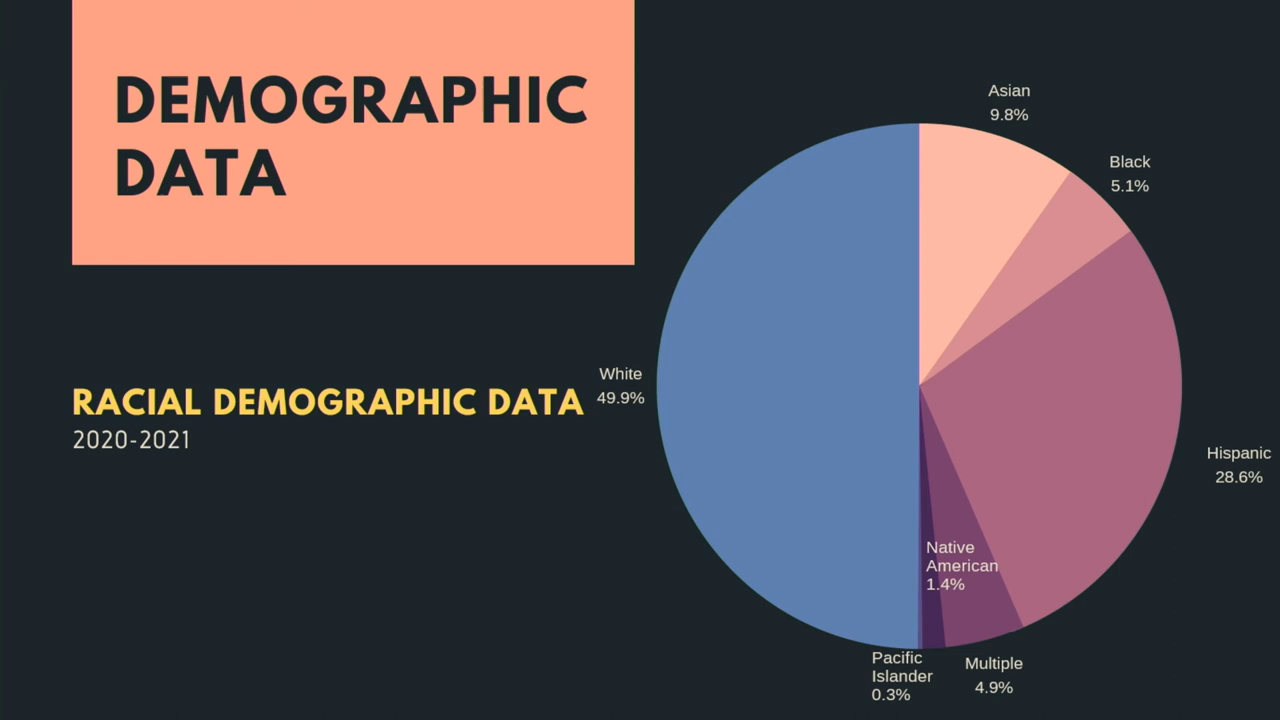 DEMOGRAPHIC
DATA
RACIAL DEMOGRAPHIC DATA
2020-2021
Asian
9.8%
Black
5.1%
Hispanic
28.6%
Multiple
4.9%
Native
American
1.4%
Pacific
Islander
0.3%
White
49.9%